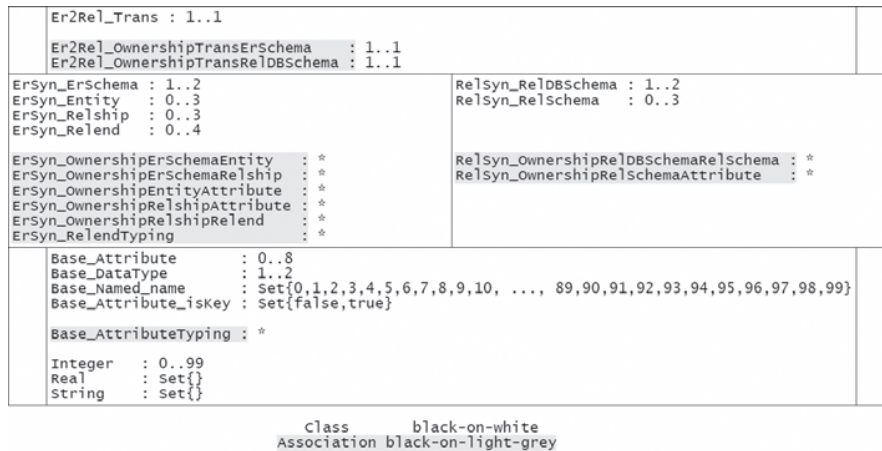 Er2Rel_Trans : 1..1
Er2Rel_OwnershipTransErSchema : 1..1
Er2Rel_OwnershipTransRelDBSchema : 1..1
ErSyn_ErSchema : 1..2
ErSyn_Entity : 0..3
ErSyn_Relship : 0..3
ErSyn_Relend : 0..4
ErSyn_OwnershipErSchemaEntity : *
ErSyn_OwnershipErSchemaRelship : *
ErSyn_OwnershipEntityAttribute : *
ErSyn_OwnershipRelshipAttribute : *
ErSyn_OwnershipRelshipRelend : *
ErSyn_RelendTyping : *
RelSyn_RelDBSchema : 1..2
RelSyn_RelSchema : 0..3
RelSyn_OwnershipRelDBSchemaRelSchema : *
RelSyn_OwnershipRelSchemaAttribute : *
Base_Attribute : 0..8
Base_DataType : 1..2
Base_Named_name : Set{0,1,2,3,4,5,6,7,8,9,10, ..., 89,90,91,92,93,94,95,96,97,98,99}
Base_Attribute_isKey : Set{false,true}
Base_AttributeTyping : *
Integer : 0..99
Real : Set{}
String : Set{}
Class black-on-white
Association black-on-light-grey